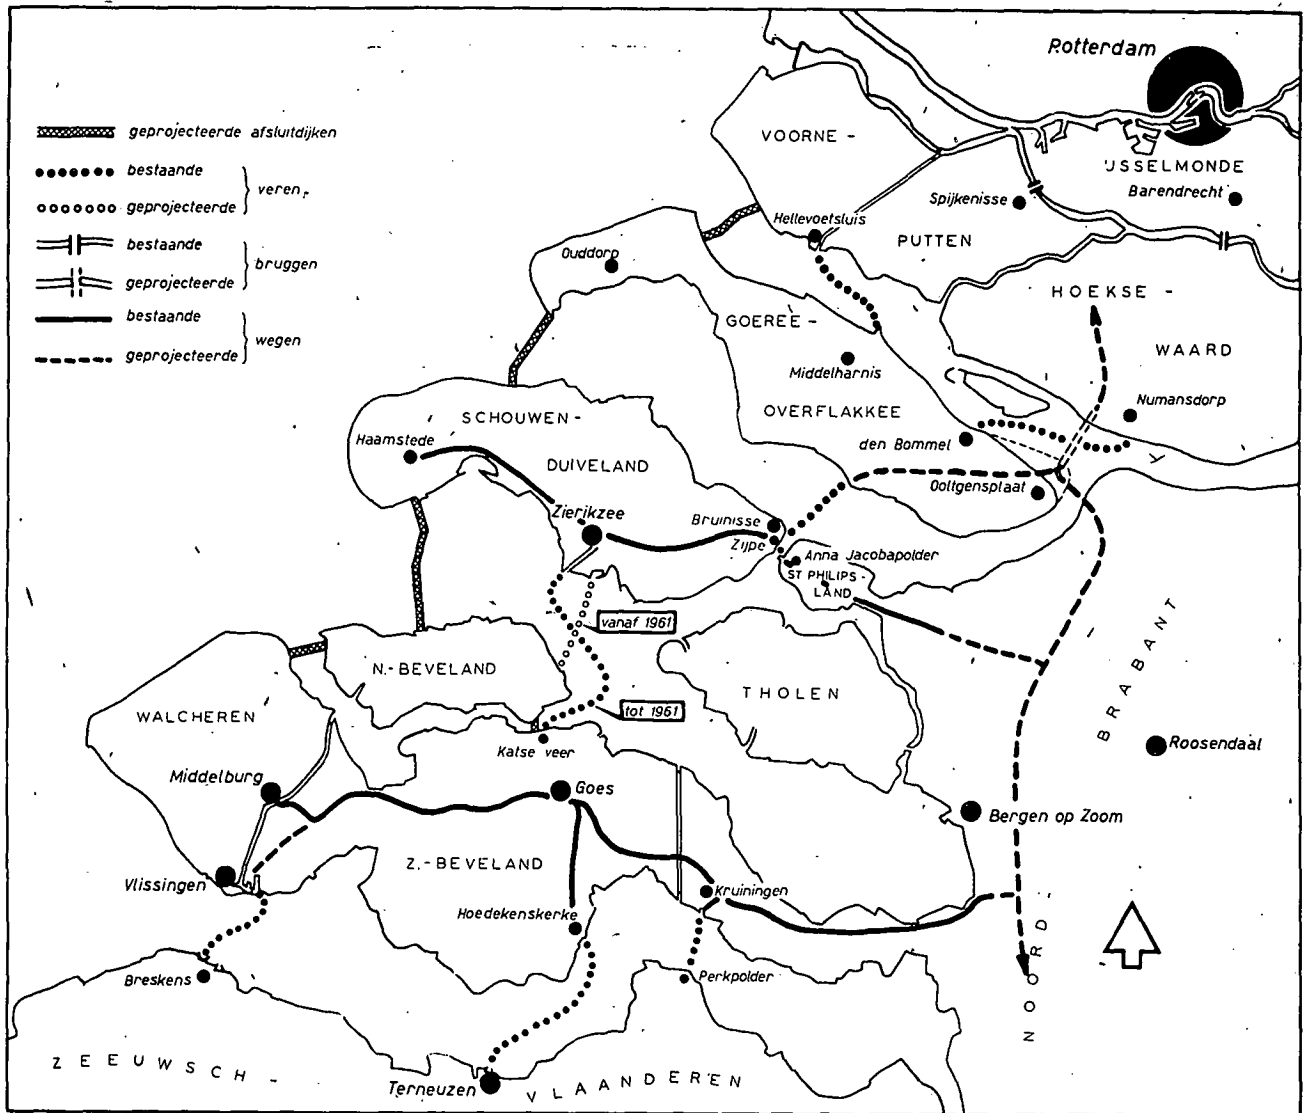 Rotterdam
geprojecteerde afsluitdijken
bestaande
veren
geprojecteerde
bestaande
bruggen
geprojecteerde
bestaande
wegen
geprojecteerde
VOORNE -
IJSSELMONDE
Barendrecht
Spijkenisse
Hellevoetsluis
PUTTEN
Ouddorp
HOEKSE -
GOEREE -
WAARD
Middelharnis
Numansdorp
OVERFLAKKEE
SCHOUWEN -
Haamstede
den Bommel
DUIVELAND
Ooltgensplaat
Zierikzee
Bruinisse
Zijpe
Anna Jacobapolder
ST PHILIPS -
LAND
vanaf 1961
N.- BEVELAND
THOLEN
WALCHEREN
tot 1961
Katse veer
Roosendaal
Middelburg
Goes
Bergen op Zoom
Z.- BEVELAND
Vlissingen
Kruiningen
Hoedekenskerke
NOORD -
BRABANT
Breskens
Perkpolder
ZEEUWSCH -
Terneuzen
VLAANDEREN